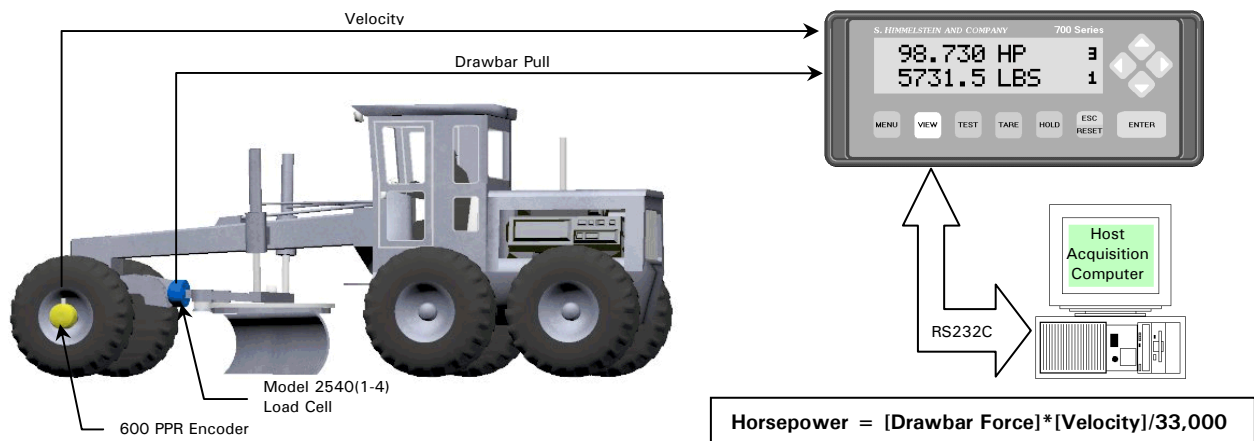 Velocity
Drawbar Pull
S. HIMMELSTEIN AND COMPANY 700 Series
98.730 HP 3
5731.5 LBS 1
MENU VIEW TEST TARE HOLD ESC RESET ENTER
Host
Acquisition
Computer
RS232C
Model 2540(1-4)
Load Cell
600 PPR Encoder
Horsepower = [Drawbar Force]*[Velocity]/33,000